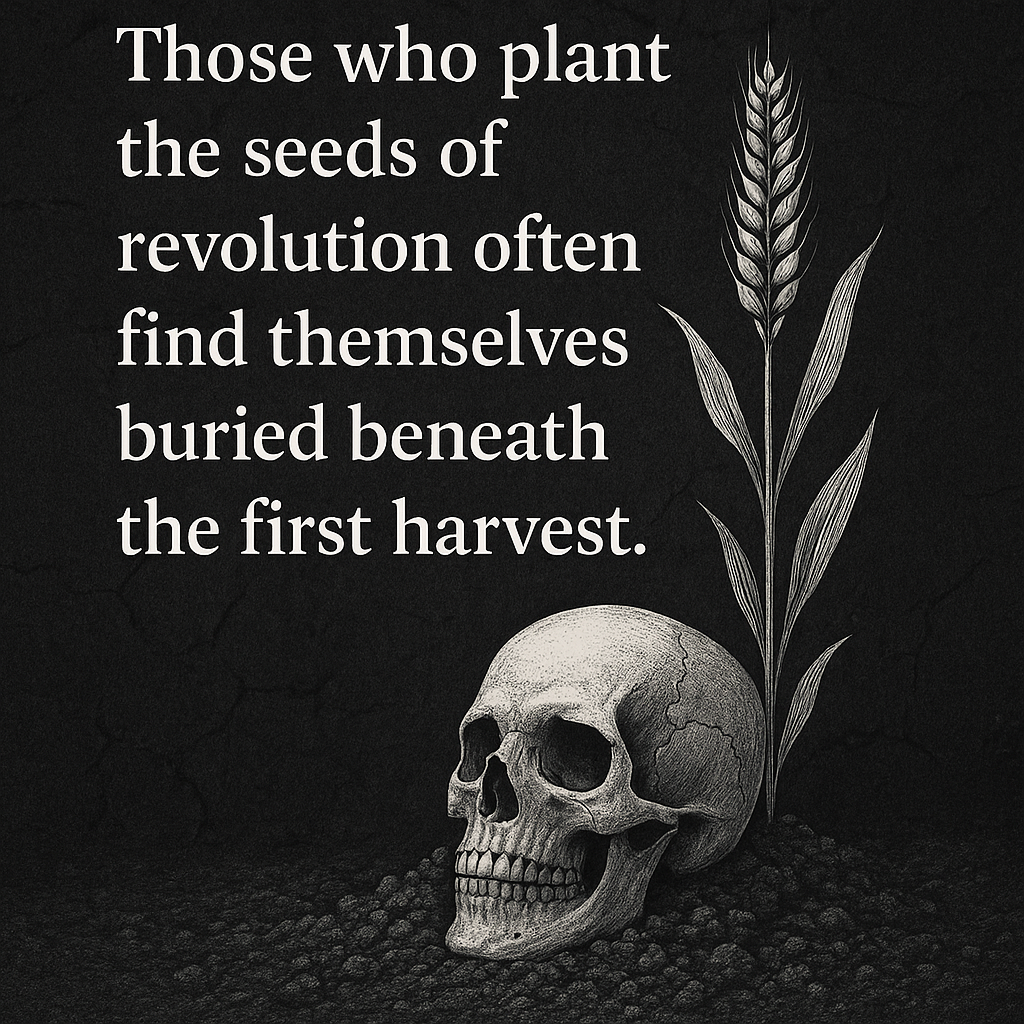 Those who plant
the seeds of
revolution often
find themselves
buried beneath
the first harvest.